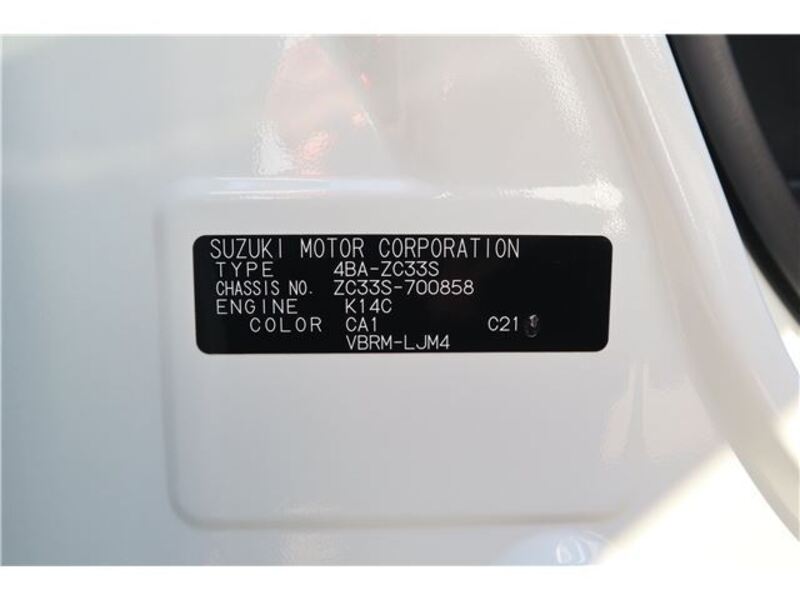 SUZUKI MOTOR CORPORATION
TYPE 4BA-ZC33S
CHASSIS NO. ZC33S-700858
ENGINE K14C
COLOR CA1 C21
VBRM-LJM4